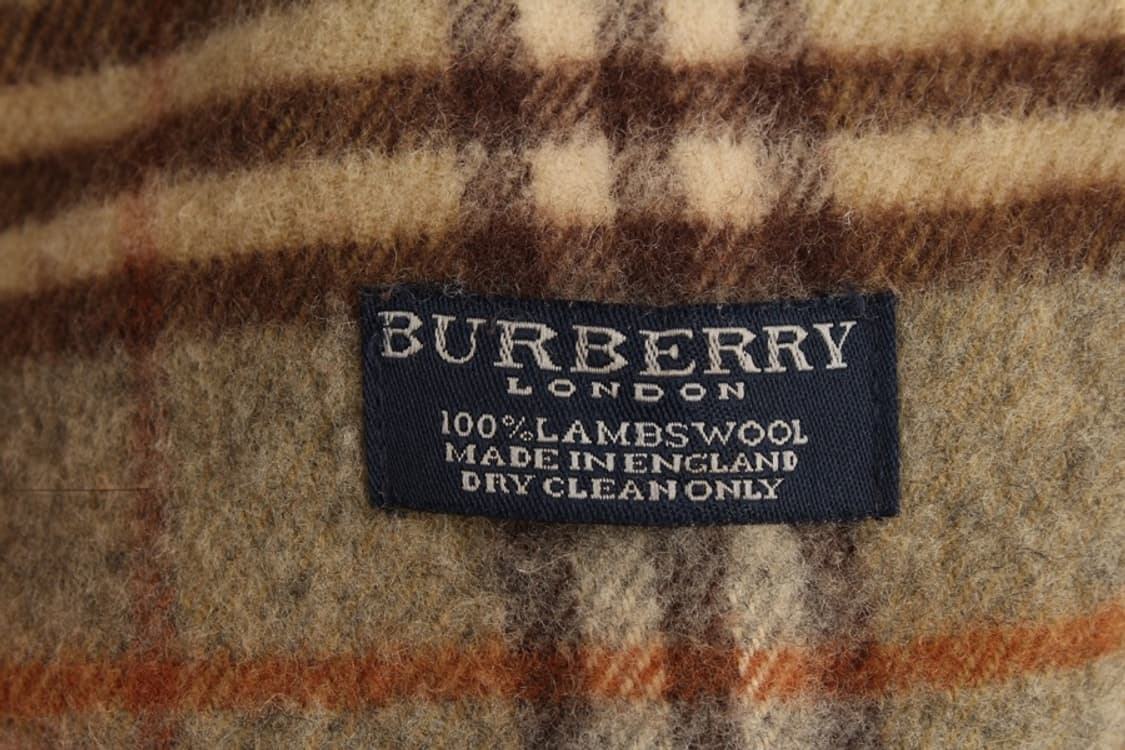 BURBERRY
LONDON
100% LAMBSWOOL
MADE IN ENGLAND
DRY CLEAN ONLY